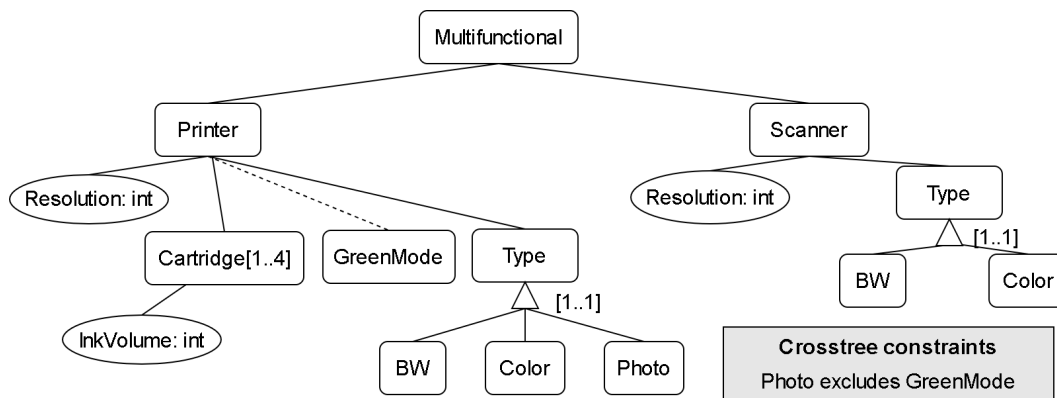 Multifunctional
Printer
Scanner
Resolution: int
Cartridge[1..4]
GreenMode
Type
InkVolume: int
[1..1]
BW
Color
Photo
Resolution: int
Type
[1..1]
BW
Color
Crosstree constraints
Photo excludes GreenMode